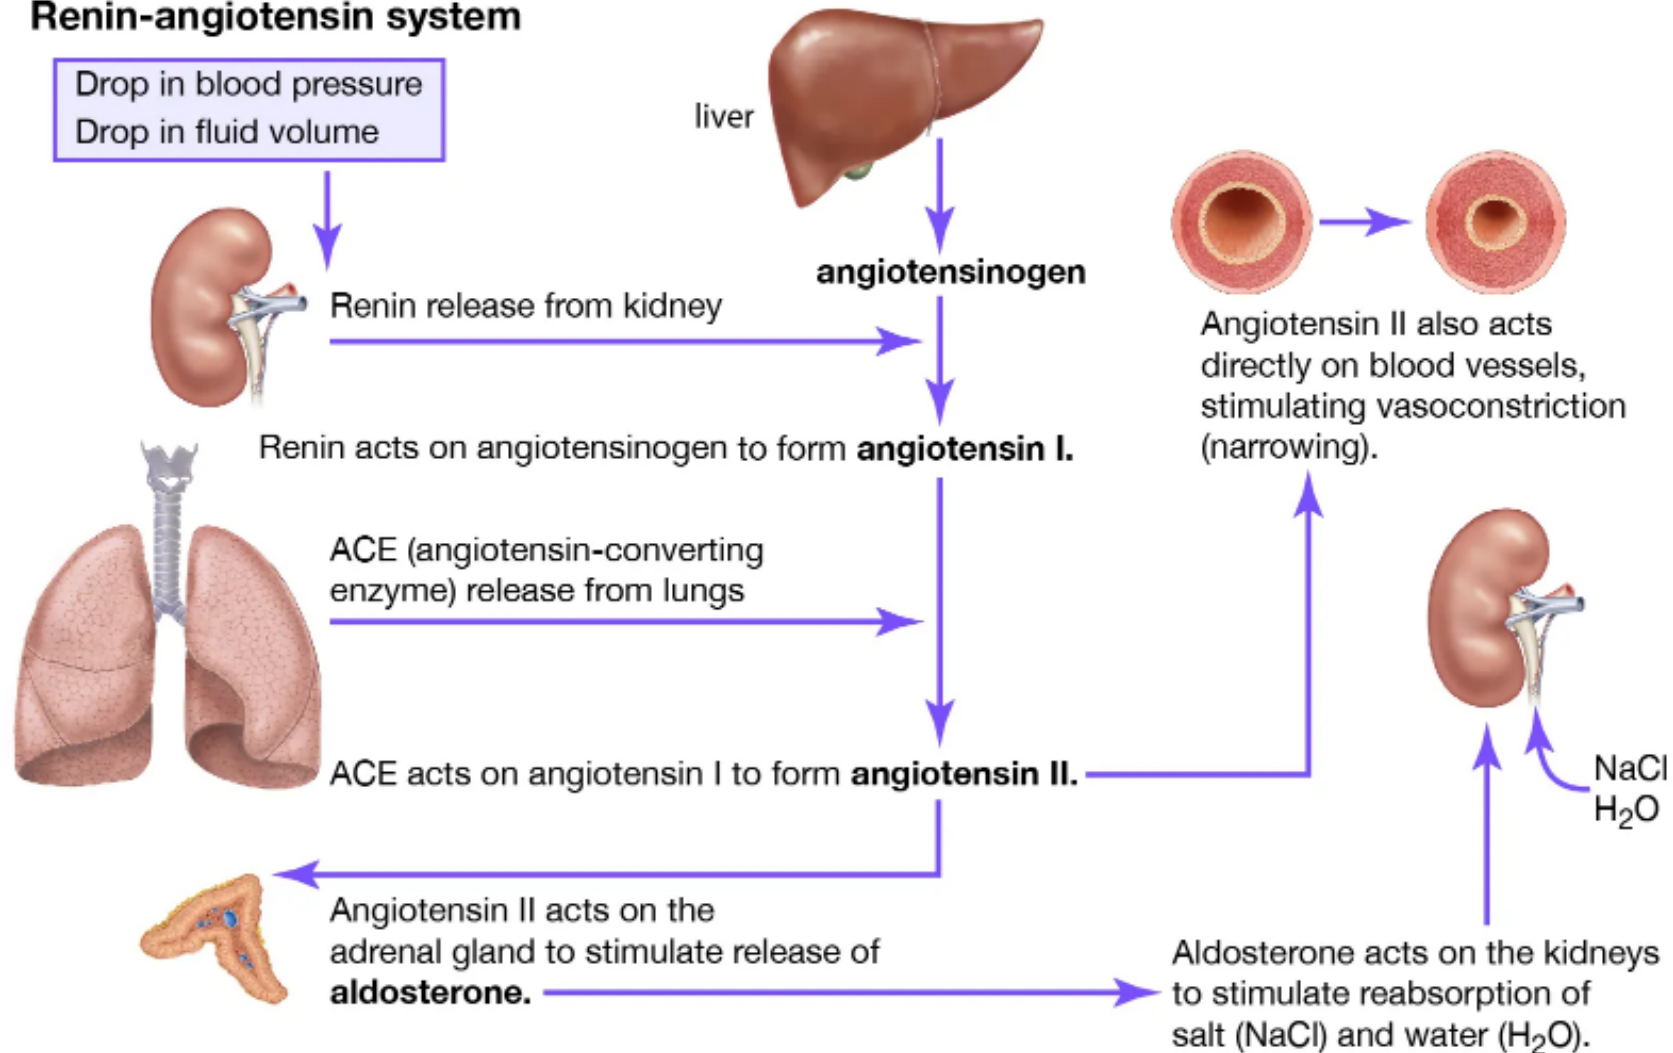 Renin-angiotensin system
Drop in blood pressure
Drop in fluid volume
liver
angiotensinogen
Renin release from kidney
Renin acts on angiotensinogen to form angiotensin I.
ACE (angiotensin-converting
enzyme) release from lungs
ACE acts on angiotensin I to form angiotensin II.
Angiotensin II also acts
directly on blood vessels,
stimulating vasoconstriction
(narrowing).
NaCl
H₂O
Angiotensin II acts on the
adrenal gland to stimulate release of
aldosterone.
Aldosterone acts on the kidneys
to stimulate reabsorption of
salt (NaCl) and water (H₂O).